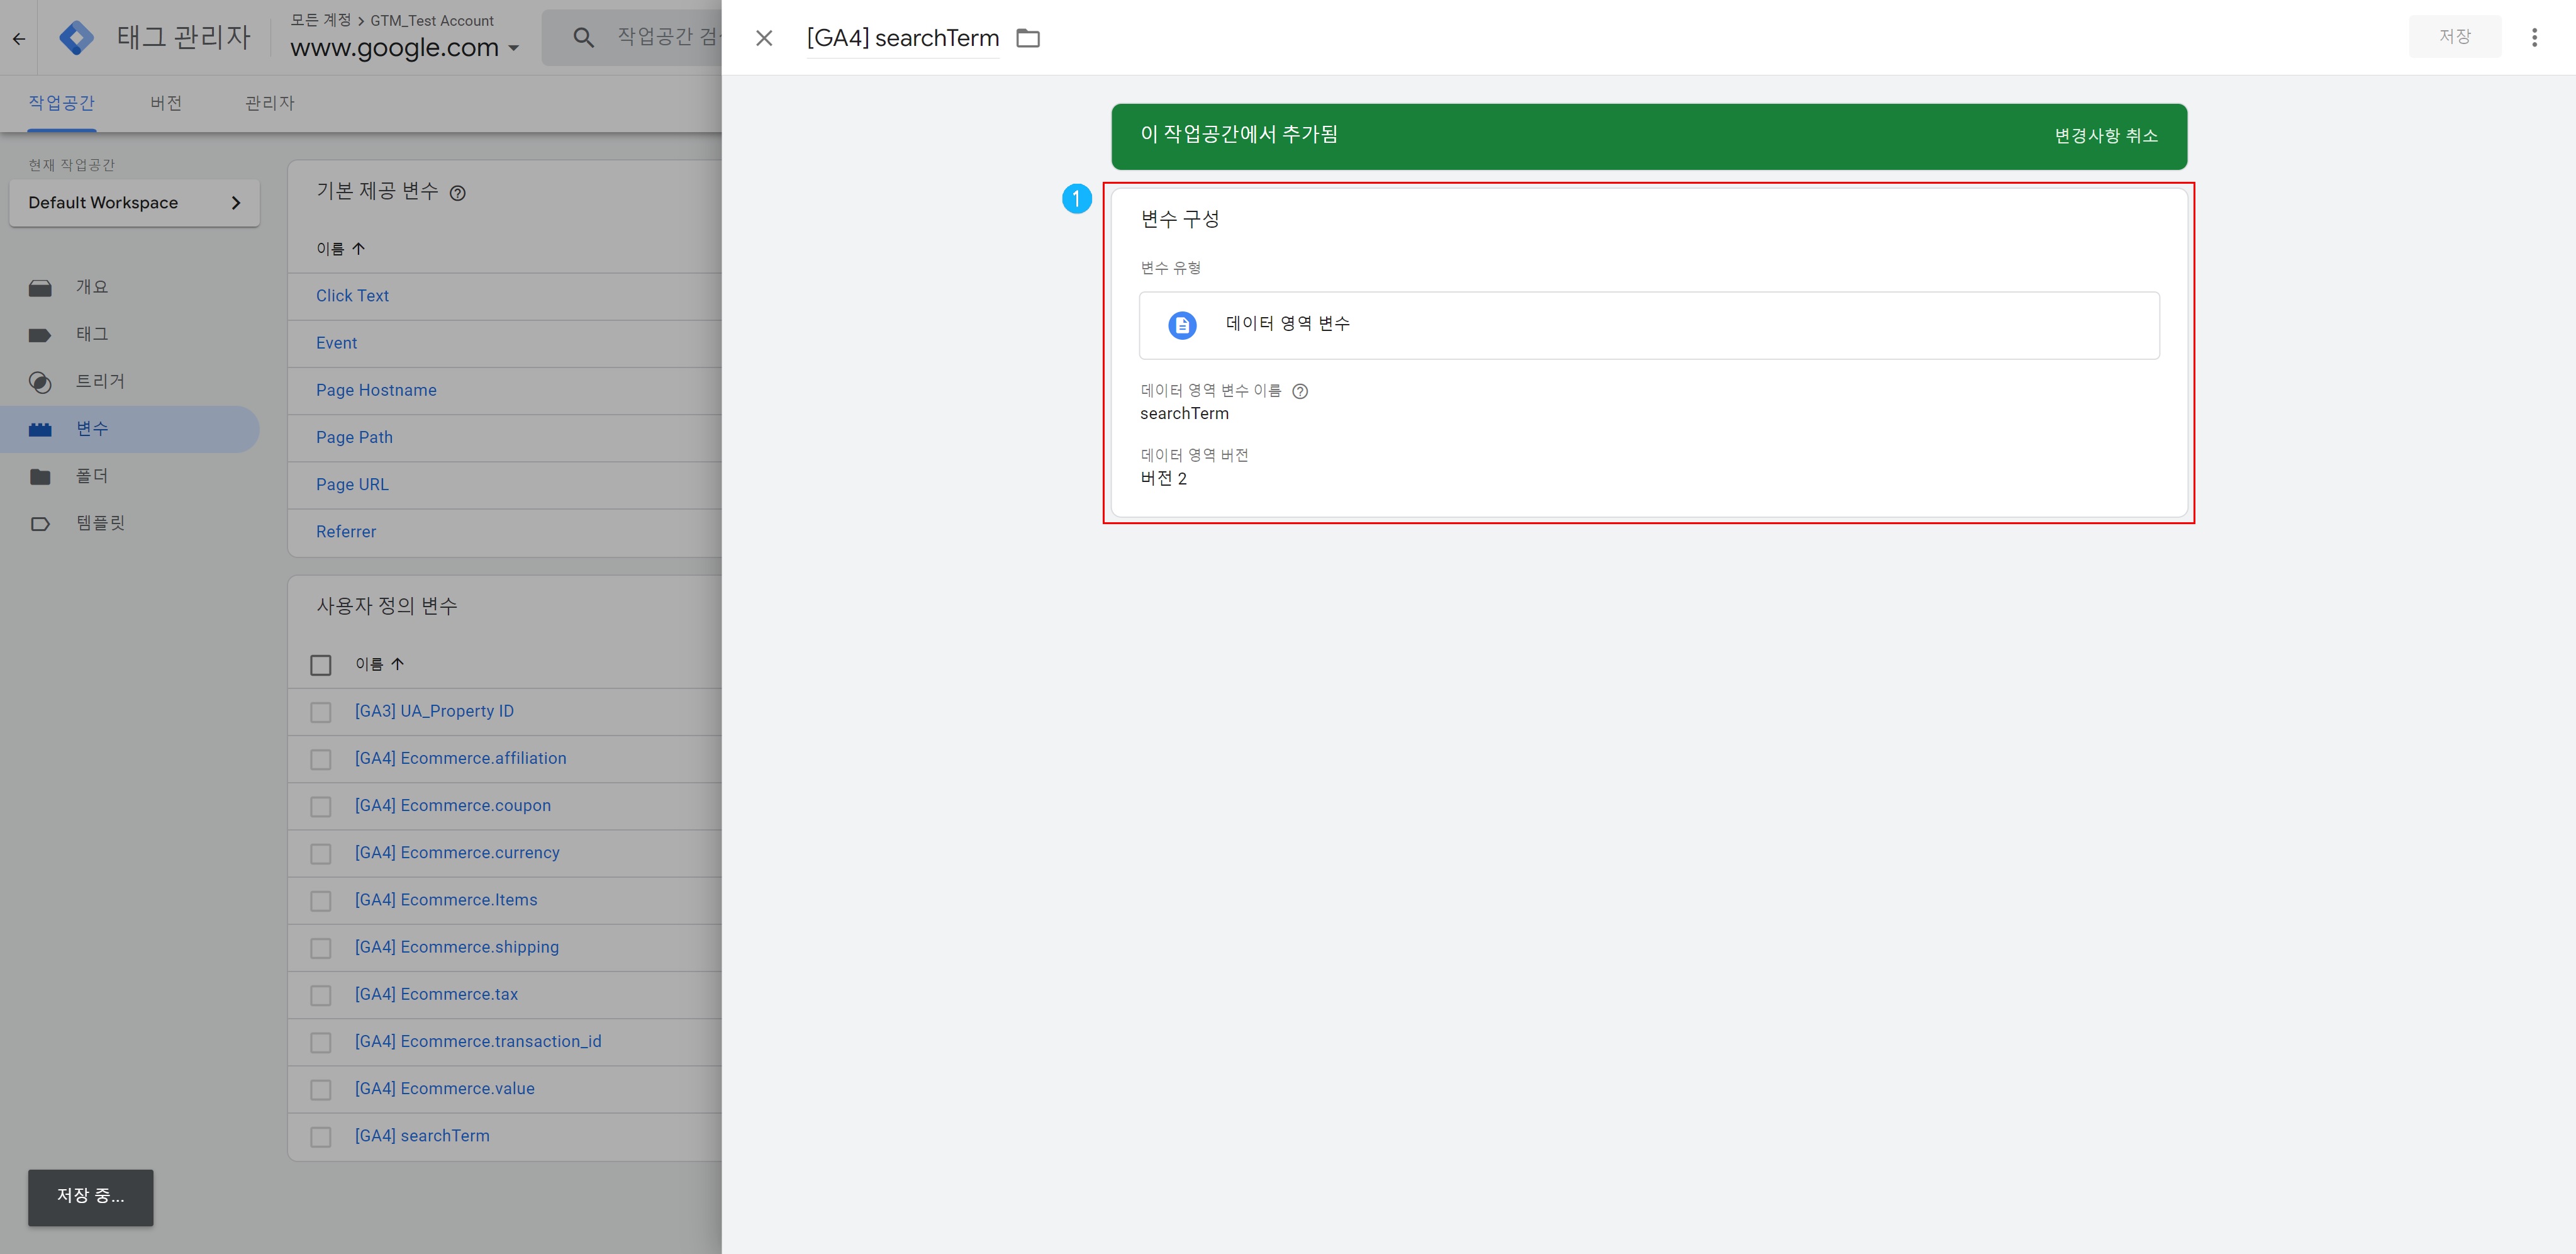 모든 계정 > GTM_Test Account
태그 관리자
www.google.com
작업공간 검색
[GA4] searchTerm
저장
작업공간
버전
관리자
현재 작업공간
Default Workspace
개요
태그
트리거
변수
폴더
템플릿
기본 제공 변수
이름
Click Text
Event
Page Hostname
Page Path
Page URL
Referrer
사용자 정의 변수
이름
[GA3] UA_Property ID
[GA4] Ecommerce.affiliation
[GA4] Ecommerce.coupon
[GA4] Ecommerce.currency
[GA4] Ecommerce.Items
[GA4] Ecommerce.shipping
[GA4] Ecommerce.tax
[GA4] Ecommerce.transaction_id
[GA4] Ecommerce.value
[GA4] searchTerm
저장 중...
이 작업공간에서 추가됨
변경사항 취소
1
변수 구성
변수 유형
데이터 영역 변수
데이터 영역 변수 이름
searchTerm
데이터 영역 버전
버전 2